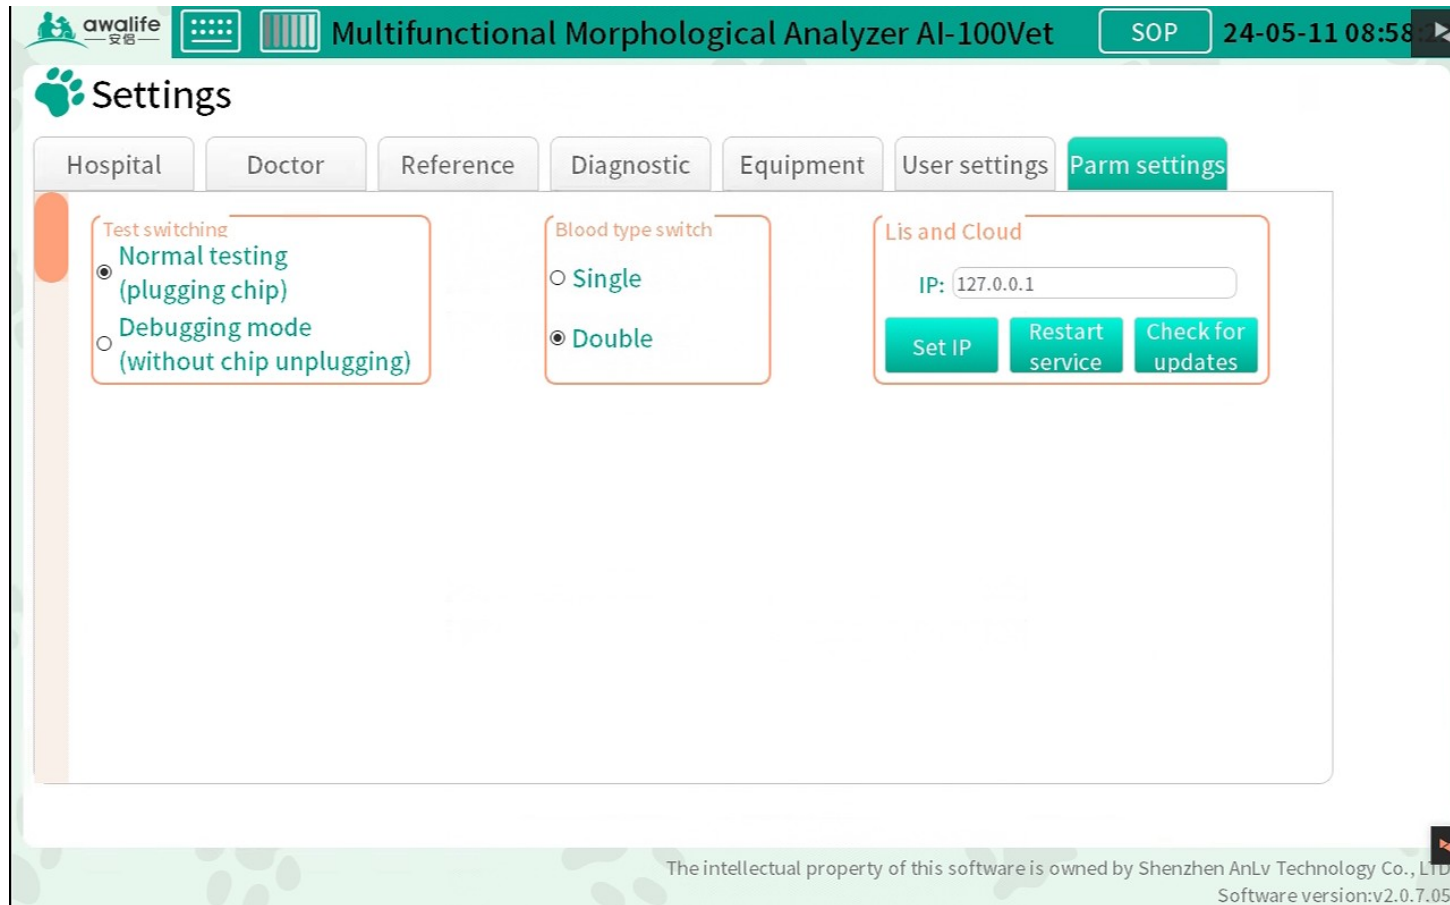 awalife
安侣
Multifunctional Morphological Analyzer AI-100Vet
SOP
24-05-11 08:58:
Settings
Hospital
Doctor
Reference
Diagnostic
Equipment
User settings
Parm settings
Test switching
Normal testing
(plugging chip)
Debugging mode
(without chip unplugging)
Blood type switch
Single
Double
Lis and Cloud
IP: 127.0.0.1
Set IP
Restart
service
Check for
updates
The intellectual property of this software is owned by Shenzhen AnLv Technology Co., LTD
Software version:v2.0.7.05